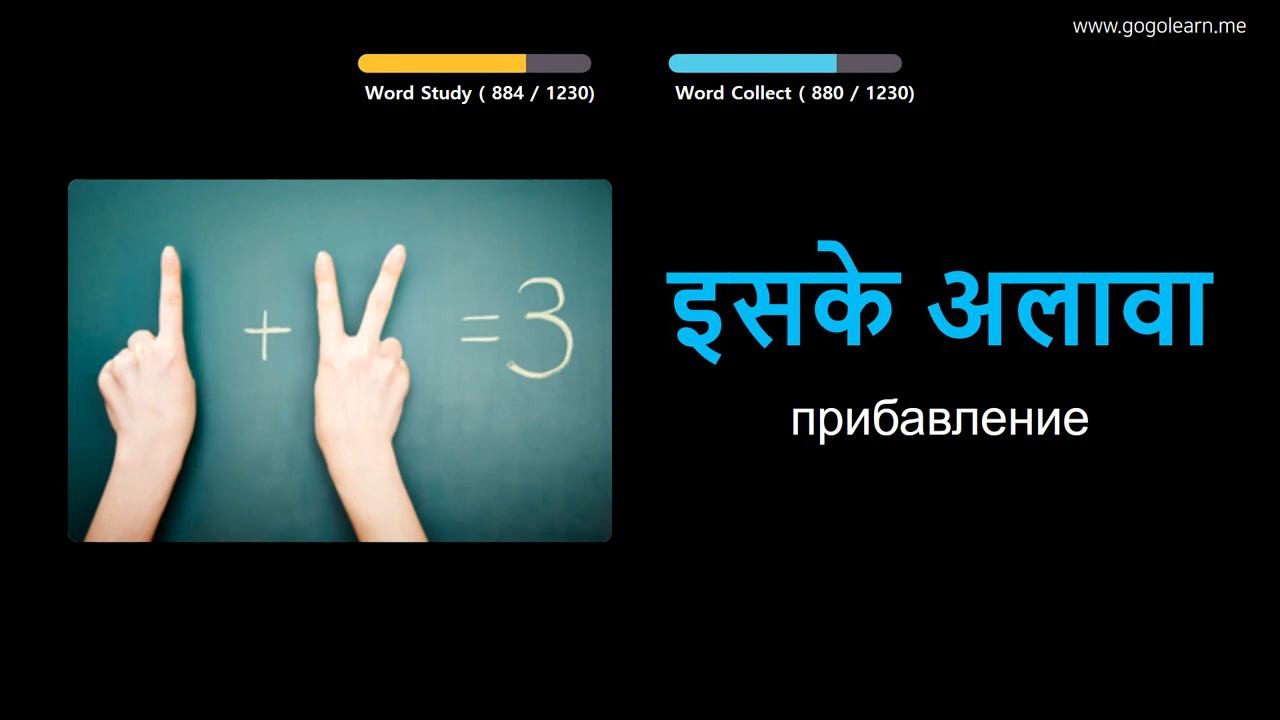 www.gogolearn.me
Word Study ( 884 / 1230)
Word Collect ( 880 / 1230)
+ = 3
इसके अलावा
прибавление